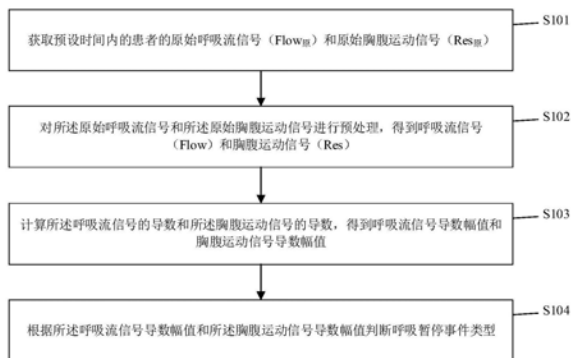 S101
获取预设时间内的患者的原始呼吸流信号（Flow原）和原始胸腹运动信号（Res原）
S102
对所述原始呼吸流信号和所述原始胸腹运动信号进行预处理，得到呼吸流信号
（Flow）和胸腹运动信号（Res）
S103
计算所述呼吸流信号的导数和所述胸腹运动信号的导数，得到呼吸流信号导数幅值和
胸腹运动信号导数幅值
S104
根据所述呼吸流信号导数幅值和所述胸腹运动信号导数幅值判断呼吸暂停事件类型